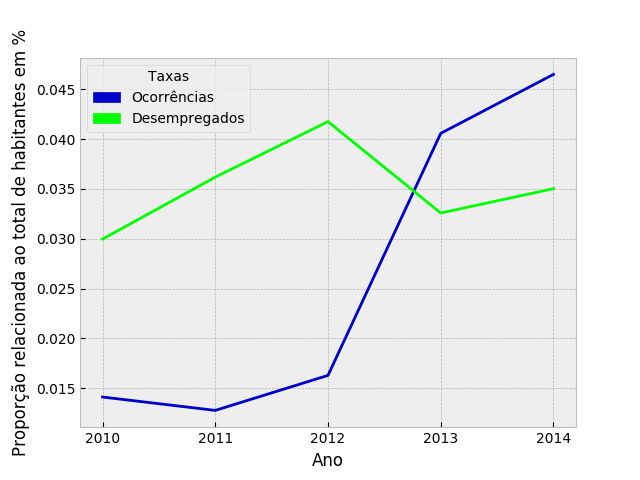 Proporção relacionada ao total de habitantes em %
Taxas
Ocorrências
Desempregados
0.045
0.040
0.035
0.030
0.025
0.020
0.015
2010 2011 2012 2013 2014
Ano